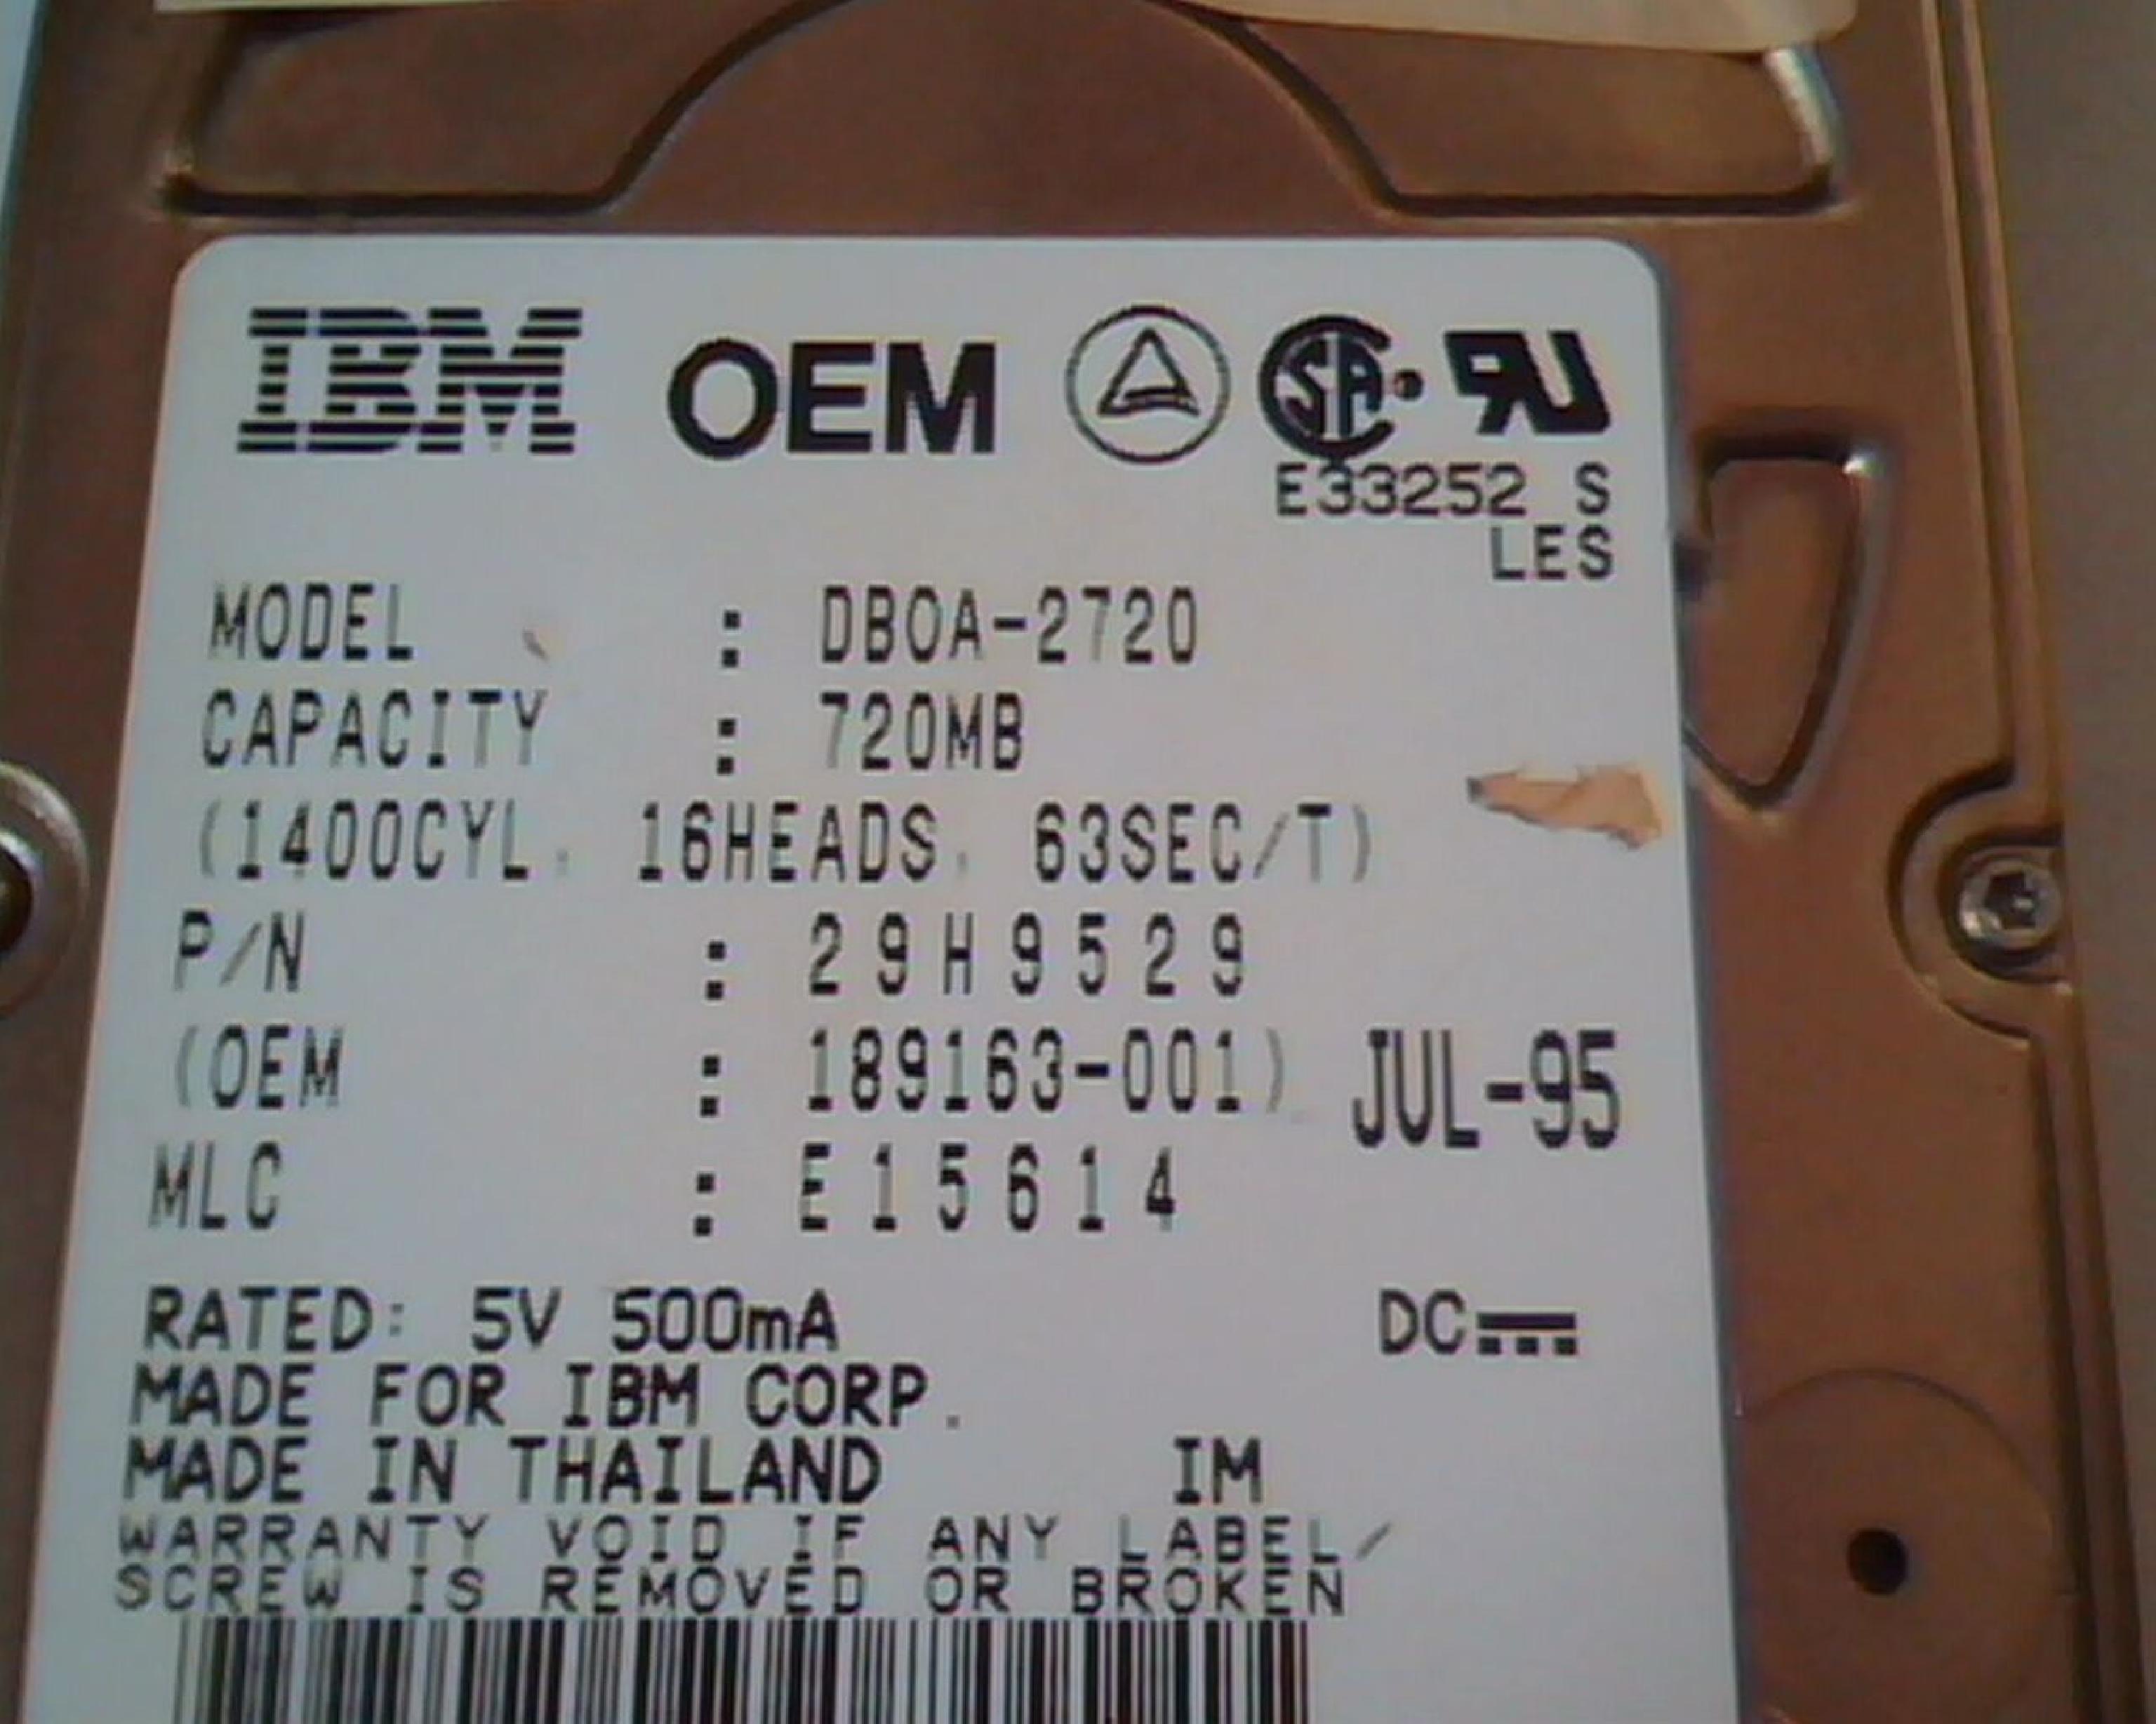 IBM OEM
E33252 S
LES
MODEL : DBOA-2720
CAPACITY : 720MB
(1400CYL, 16HEADS, 63SEC/T)
P/N : 29H9529
(OEM : 189163-001) JUL-95
MLC : E15614
RATED: 5V 500mA DC
MADE FOR IBM CORP.
MADE IN THAILAND IM
WARRANTY VOID IF ANY LABEL/
SCREW IS REMOVED OR BROKEN